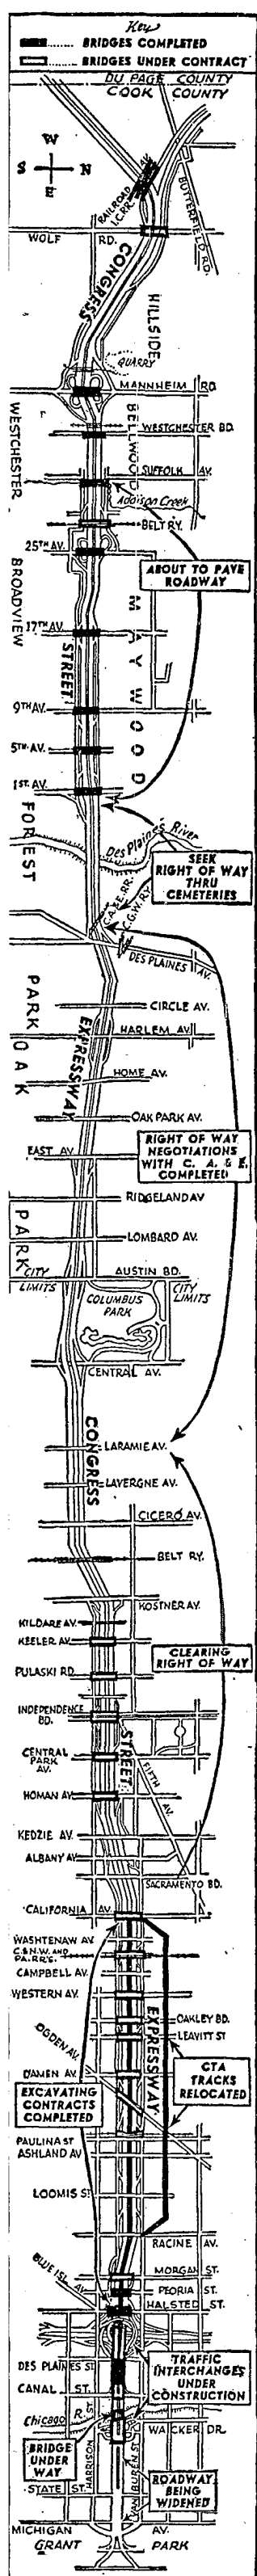 Key
BRIDGES COMPLETED
BRIDGES UNDER CONTRACT
DU PAGE COUNTY
COOK COUNTY
W
S N
E
RAILROAD
I.C.R.R.
BUTTERFIELD RD.
WOLF RD.
CONGRESS
HILLSIDE
QUARRY
MANNHEIM RD.
WESTCHESTER
BELLWOOD
WESTCHESTER BD.
SUFFOLK AV.
Addison Creek
BELT RY.
25TH AV.
ABOUT TO PAVE
ROADWAY
BROADVIEW
17TH AV.
STREET
MAYWOOD
9TH AV.
5TH AV.
1ST. AV.
FOREST
Des Plaines River
SEEK
RIGHT OF WAY
THRU
CEMETERIES
C.A.&E. RR.
C.G.W. RY.
DES PLAINES AV.
PARK
CIRCLE AV.
EXPRESSWAY
HARLEM AV.
OAK
HOME AV.
OAK PARK AV.
EAST AV.
RIGHT OF WAY
NEGOTIATIONS
WITH C. A. & E.
COMPLETED
RIDGELAND AV
PARK
LOMBARD AV.
CITY
LIMITS
AUSTIN BD.
CITY
LIMITS
COLUMBUS
PARK
CENTRAL AV.
CONGRESS
LARAMIE AV.
LAVERGNE AV.
CICERO AV.
BELT RY.
KOSTNER AV.
KILDARE AV.
KEELER AV.
CLEARING
RIGHT OF WAY
PULASKI RD.
INDEPENDENCE
BD.
STREET
CENTRAL
PARK
AV.
FIFTH AV.
HOMAN AV.
KEDZIE AV.
ALBANY AV.
SACRAMENTO BD.
CALIFORNIA AV.
WASHTENAW AV.
C.&N.W. AND
PA. RR'S.
CAMPBELL AV.
WESTERN AV.
EXPRESSWAY
OAKLEY BD.
LEAVITT ST
OGDEN AV.
DAMEN AV.
CTA
TRACKS
RELOCATED
EXCAVATING
CONTRACTS
COMPLETED
PAULINA ST
ASHLAND AV
LOOMIS ST
RACINE AV.
MORGAN ST.
BLUE ISL. AV.
PEORIA ST.
HALSTED ST.
TRAFFIC
INTERCHANGES
UNDER
CONSTRUCTION
DES PLAINES ST.
CANAL ST.
Chicago R.
WACKER DR.
BRIDGE
UNDER
WAY
HARRISON ST
VAN BUREN ST
ROADWAY
BEING
WIDENED
STATE ST.
MICHIGAN AV.
GRANT PARK